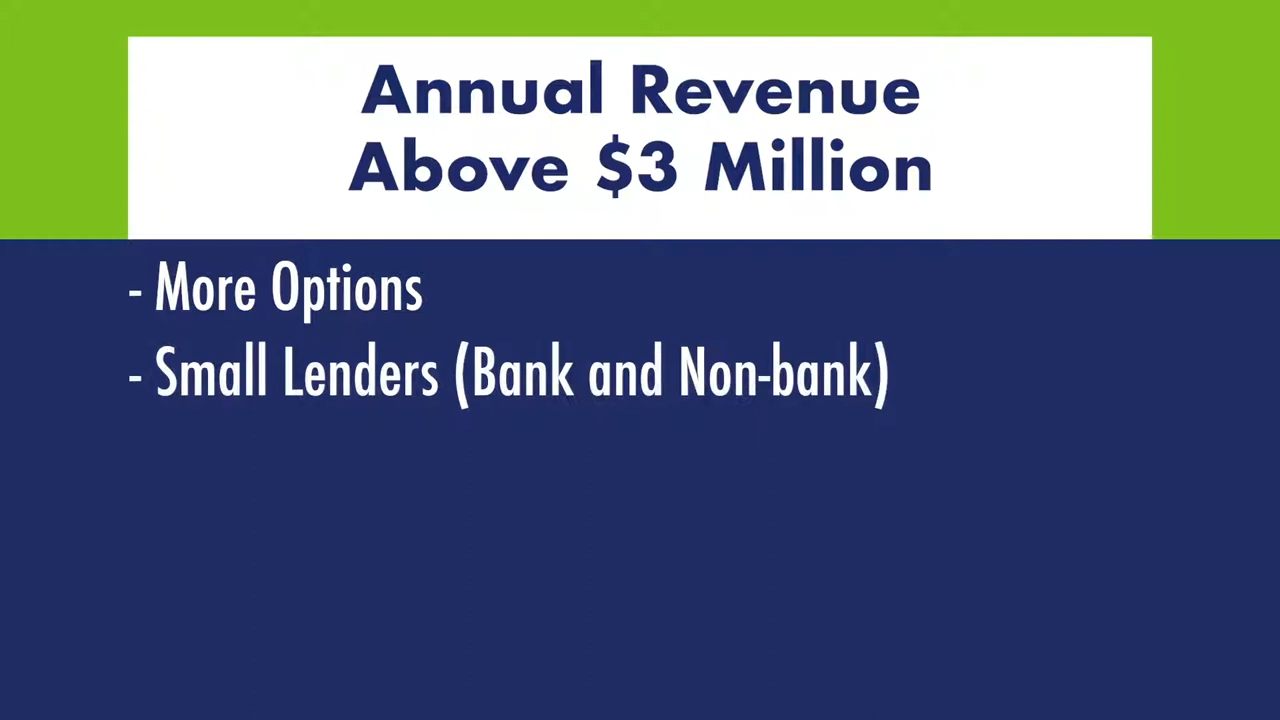 Annual Revenue
Above $3 Million
- More Options
- Small Lenders (Bank and Non-bank)